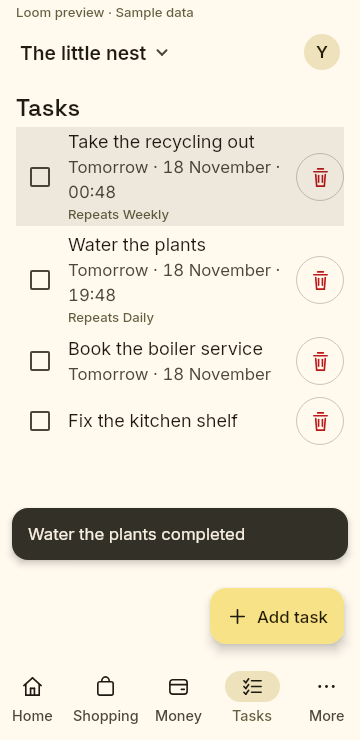 Loom preview · Sample data
The little nest
Y
Tasks
Take the recycling out
Tomorrow · 18 November ·
00:48
Repeats Weekly
Water the plants
Tomorrow · 18 November ·
19:48
Repeats Daily
Book the boiler service
Tomorrow · 18 November
Fix the kitchen shelf
Water the plants completed
Add task
Home
Shopping
Money
Tasks
More